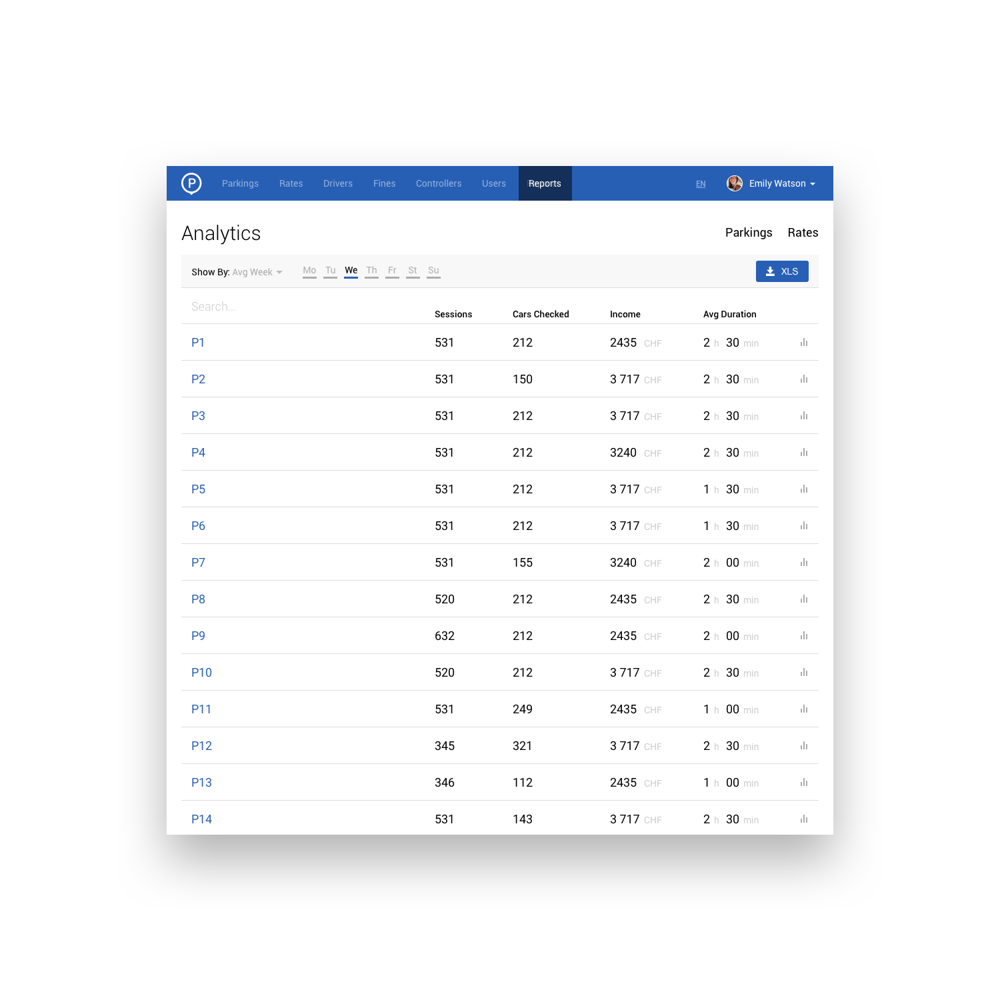 P Parkings Rates Drivers Fines Controllers Users Reports EN Emily Watson
Analytics Parkings Rates
Show By: Avg Week Mo Tu We Th Fr St Su XLS
Search... Sessions Cars Checked Income Avg Duration
P1 531 212 2435 CHF 2 h 30 min
P2 531 150 3 717 CHF 2 h 30 min
P3 531 212 3 717 CHF 2 h 30 min
P4 531 212 3240 CHF 2 h 30 min
P5 531 212 3 717 CHF 1 h 30 min
P6 531 212 3 717 CHF 1 h 30 min
P7 531 155 3240 CHF 2 h 00 min
P8 520 212 2435 CHF 2 h 30 min
P9 632 212 2435 CHF 2 h 00 min
P10 520 212 3 717 CHF 2 h 30 min
P11 531 249 2435 CHF 1 h 00 min
P12 345 321 3 717 CHF 2 h 30 min
P13 346 112 2435 CHF 1 h 00 min
P14 531 143 3 717 CHF 2 h 30 min